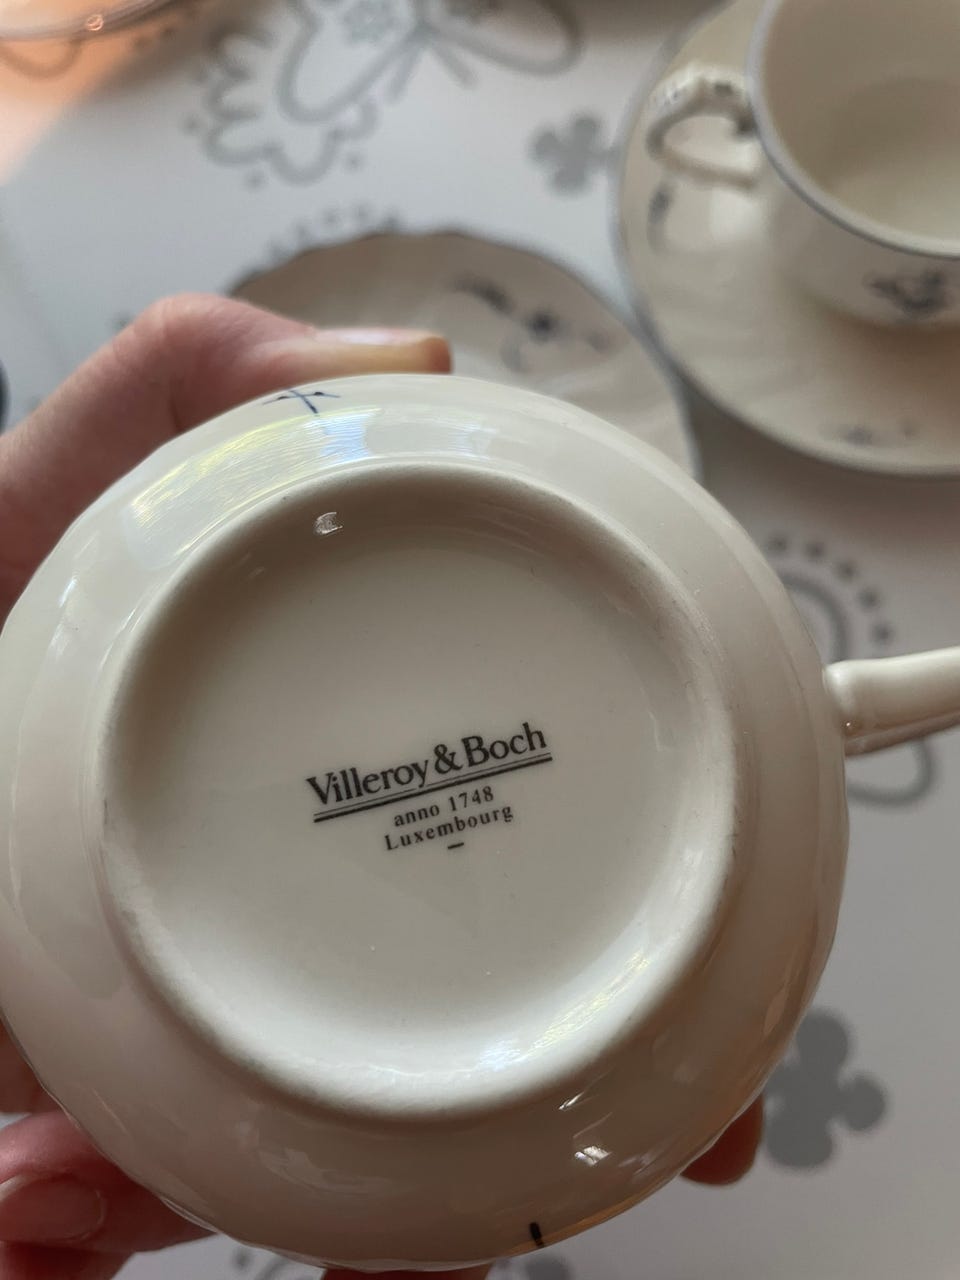 Villeroy & Boch
anno 1748
Luxembourg